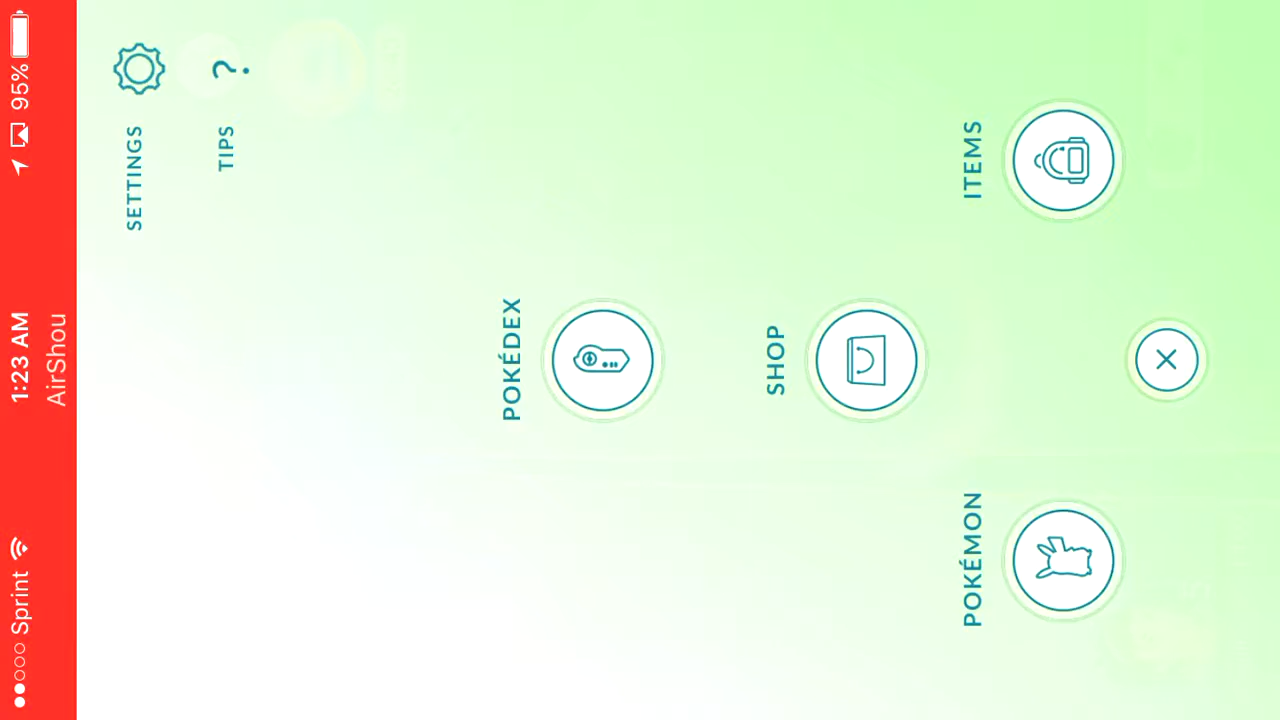 Sprint 1:23 AM 95%
AirShou
SETTINGS
TIPS ?
POKÉDEX
SHOP
POKÉMON ITEMS